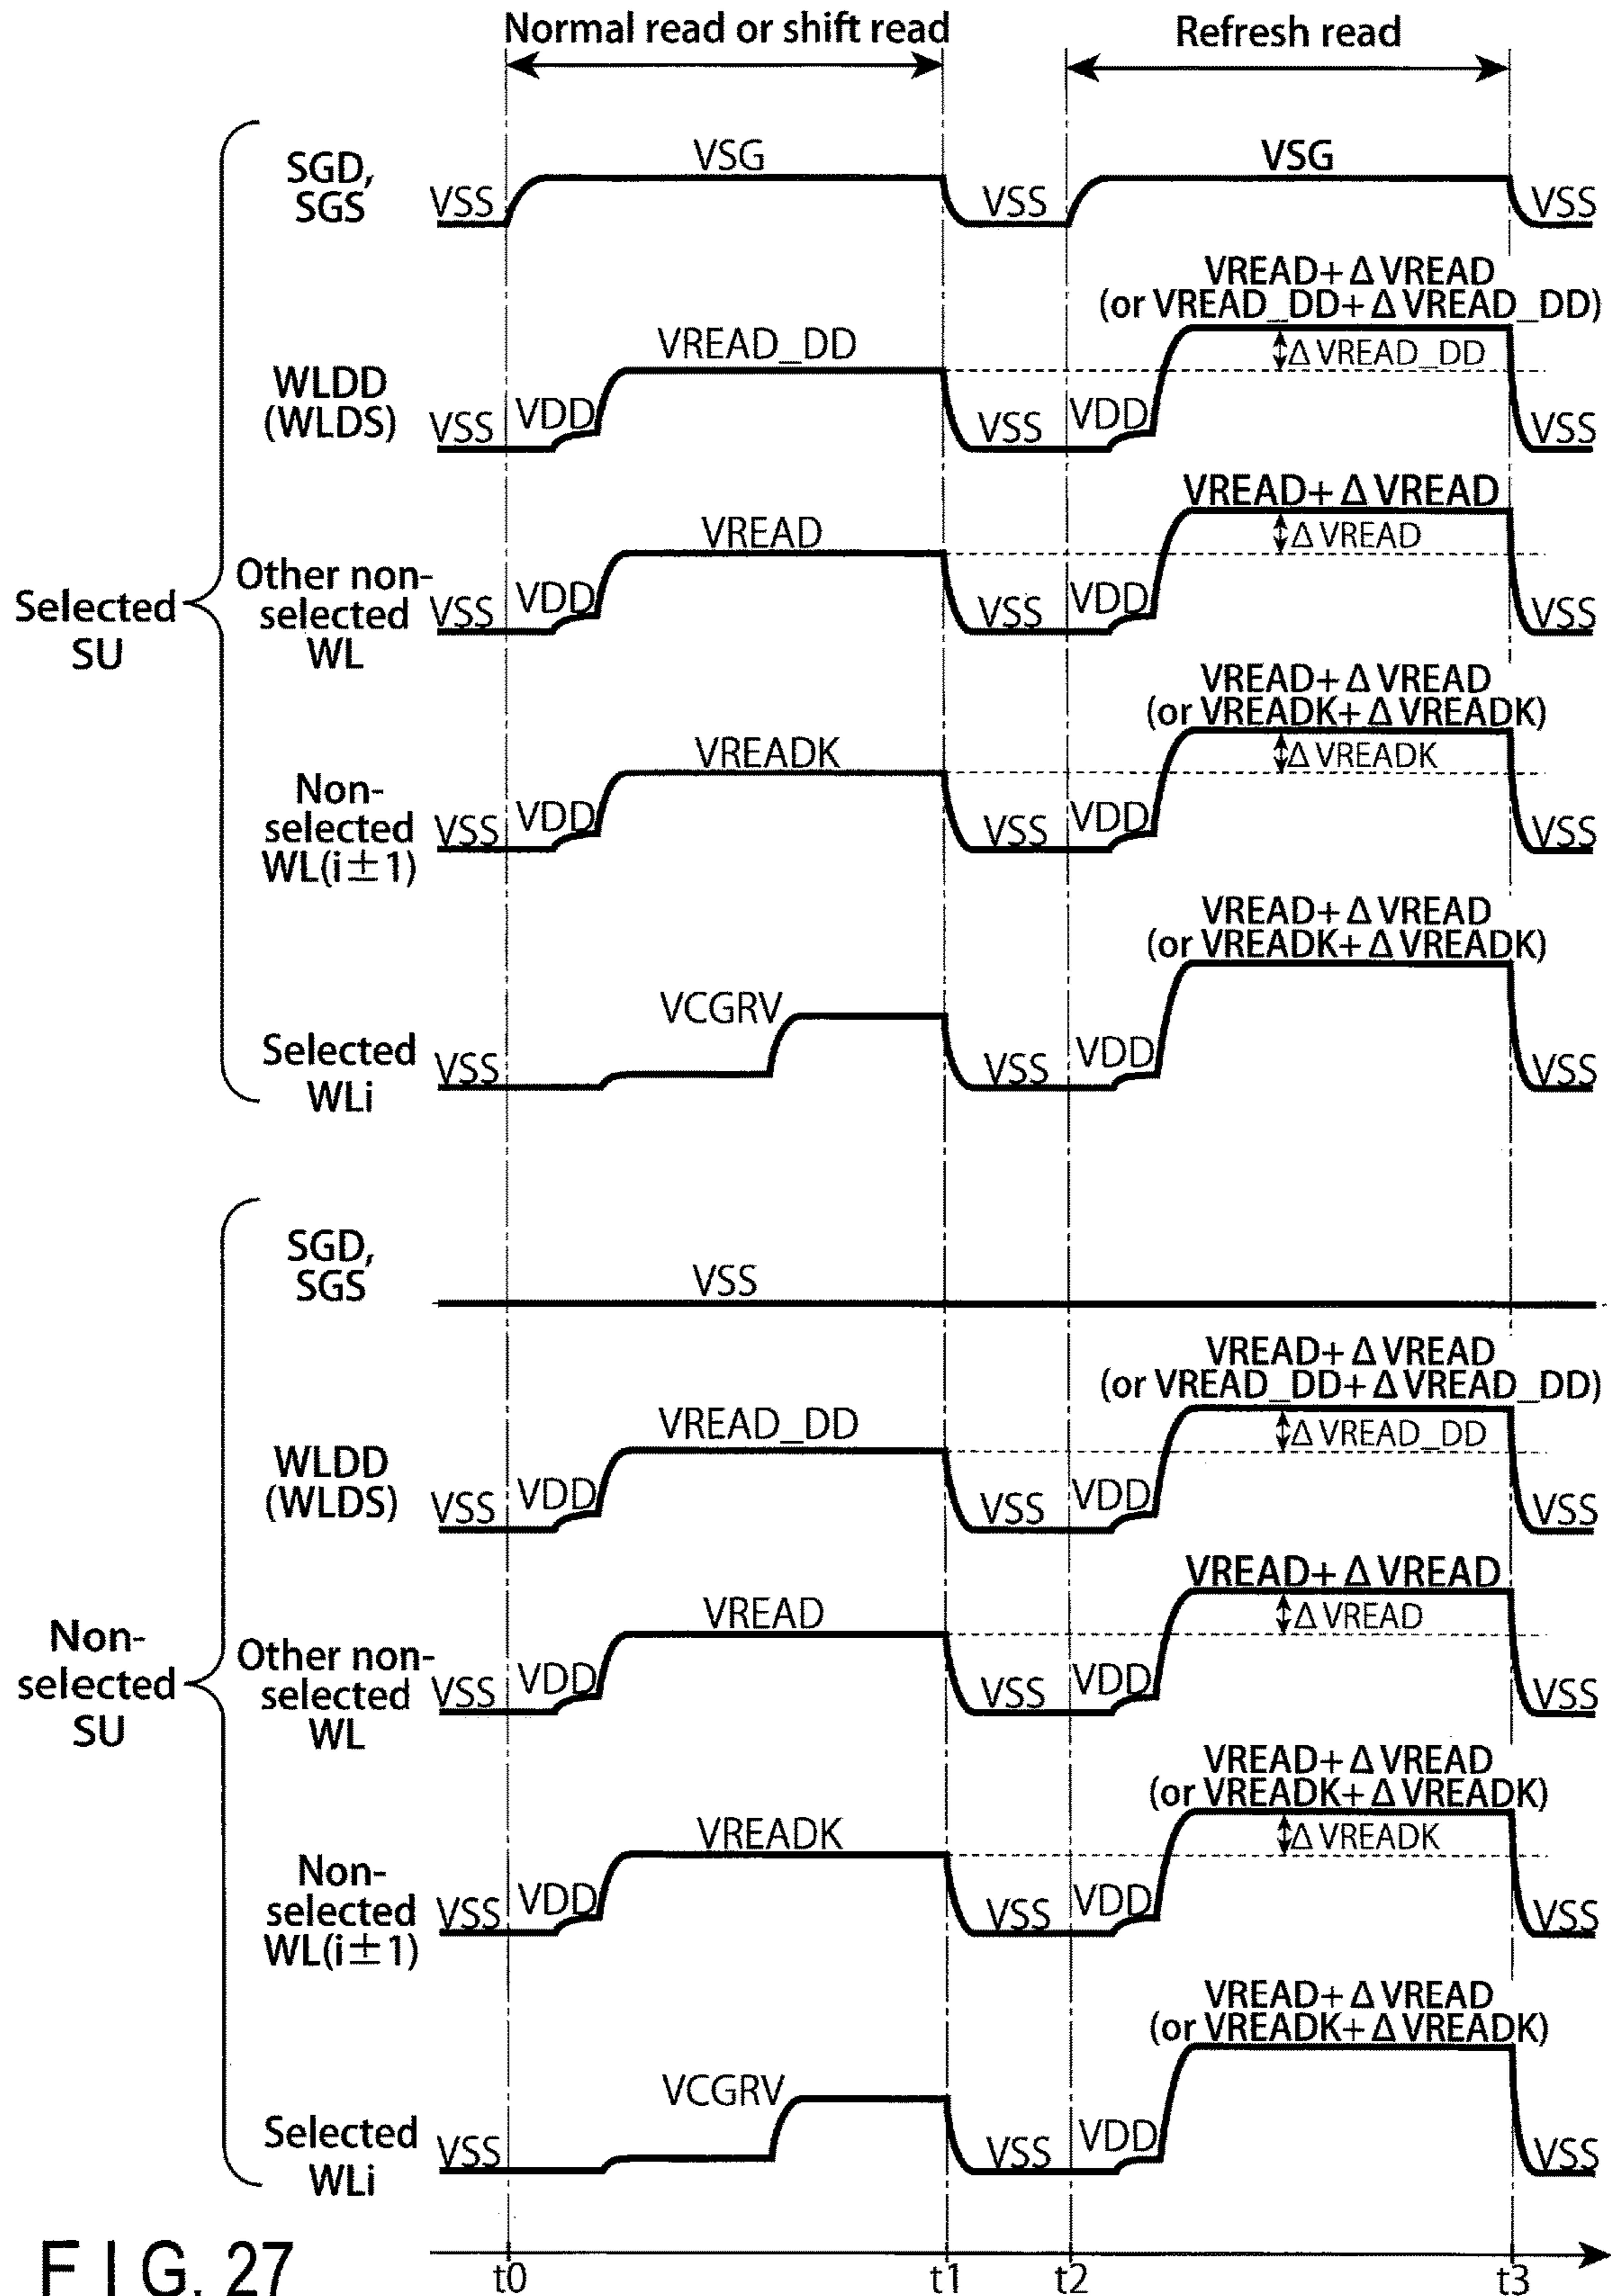 Normal read or shift read
Refresh read
SGD,
SGS
VSS
VSG
VSS
VSG
VSS
VREAD+ΔVREAD
(or VREAD_DD+ΔVREAD_DD)
WLDD
(WLDS)
VSS
VDD
VREAD_DD
VSS
VDD
ΔVREAD_DD
VSS
VREAD+ΔVREAD
Selected
SU
Other non-
selected
WL
VSS
VDD
VREAD
VSS
VDD
ΔVREAD
VSS
VREAD+ΔVREAD
(or VREADK+ΔVREADK)
Non-
selected
WL(i±1)
VSS
VDD
VREADK
VSS
VDD
ΔVREADK
VSS
VREAD+ΔVREAD
(or VREADK+ΔVREADK)
Selected
WLi
VSS
VCGRV
VSS
VDD
VSS
SGD,
SGS
VSS
VREAD+ΔVREAD
(or VREAD_DD+ΔVREAD_DD)
WLDD
(WLDS)
VSS
VDD
VREAD_DD
VSS
VDD
ΔVREAD_DD
VSS
VREAD+ΔVREAD
Non-
selected
SU
Other non-
selected
WL
VSS
VDD
VREAD
VSS
VDD
ΔVREAD
VSS
VREAD+ΔVREAD
(or VREADK+ΔVREADK)
Non-
selected
WL(i±1)
VSS
VDD
VREADK
VSS
VDD
ΔVREADK
VSS
VREAD+ΔVREAD
(or VREADK+ΔVREADK)
Selected
WLi
VSS
VCGRV
VSS
VDD
VSS
t0
t1
t2
t3
FIG. 27